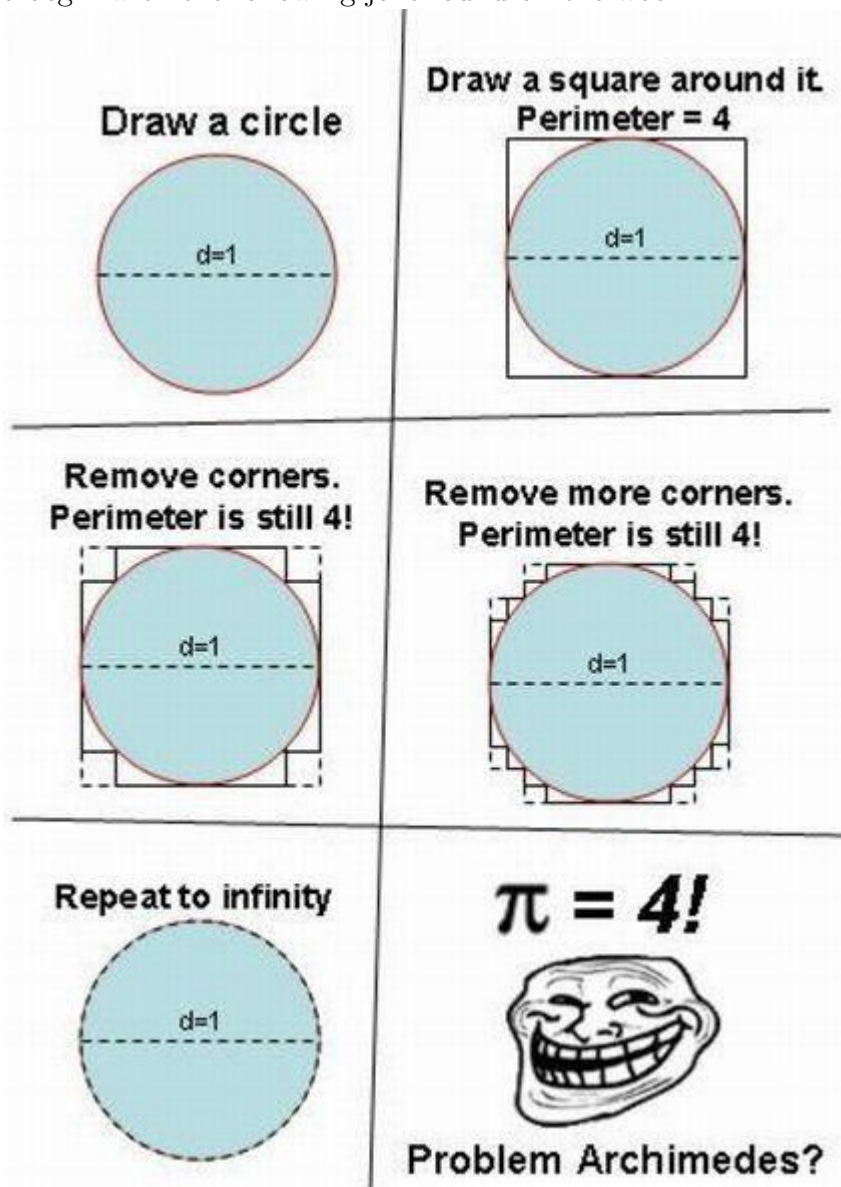 Draw a circle
d=1
Draw a square around it.
Perimeter = 4
d=1
Remove corners.
Perimeter is still 4!
d=1
Remove more corners.
Perimeter is still 4!
d=1
Repeat to infinity
d=1
π = 4!
Problem Archimedes?